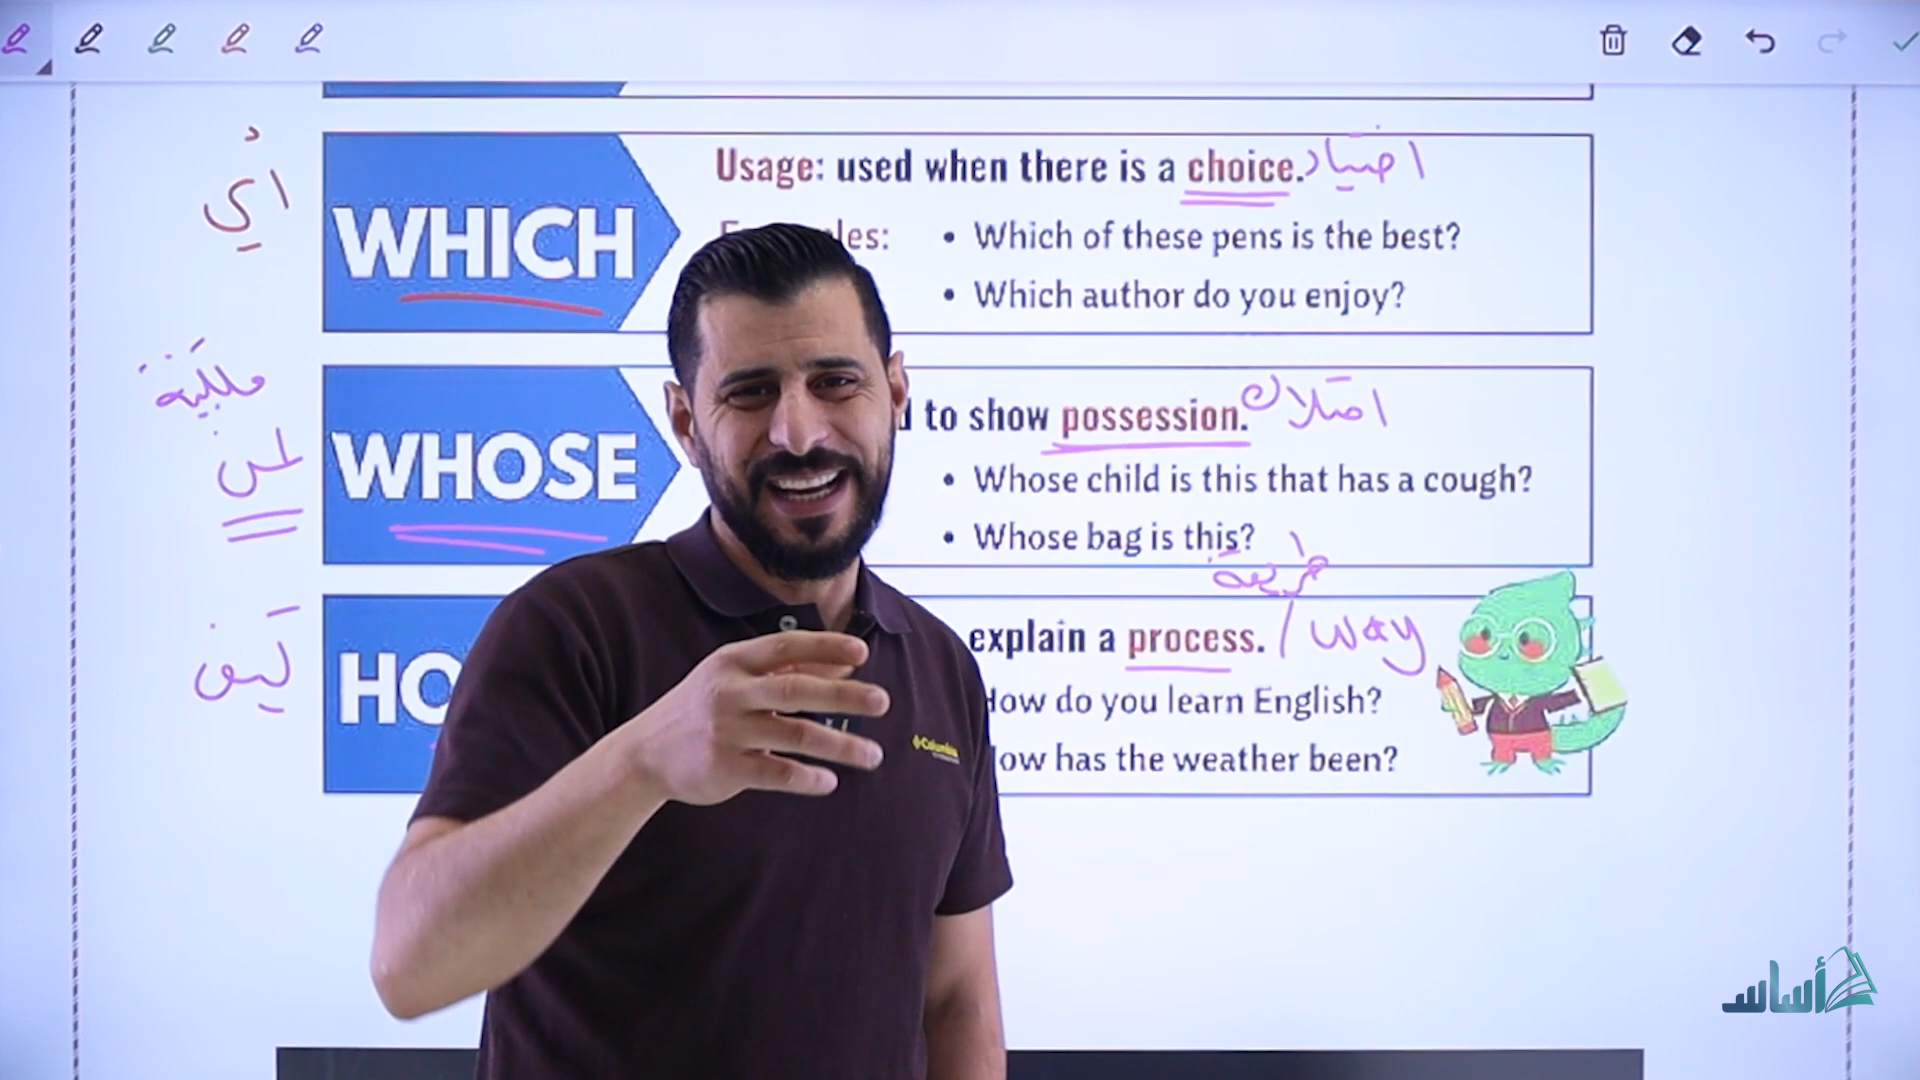 Usage: used when there is a choice. اختيار
أي
WHICH
les:
• Which of these pens is the best?
• Which author do you enjoy?
ملكية
to show possession. امتلاك
WHOSE
• Whose child is this that has a cough?
• Whose bag is this?
طريقة
explain a process. / way
كيف
HO
How do you learn English?
ow has the weather been?
Columbia
أساس